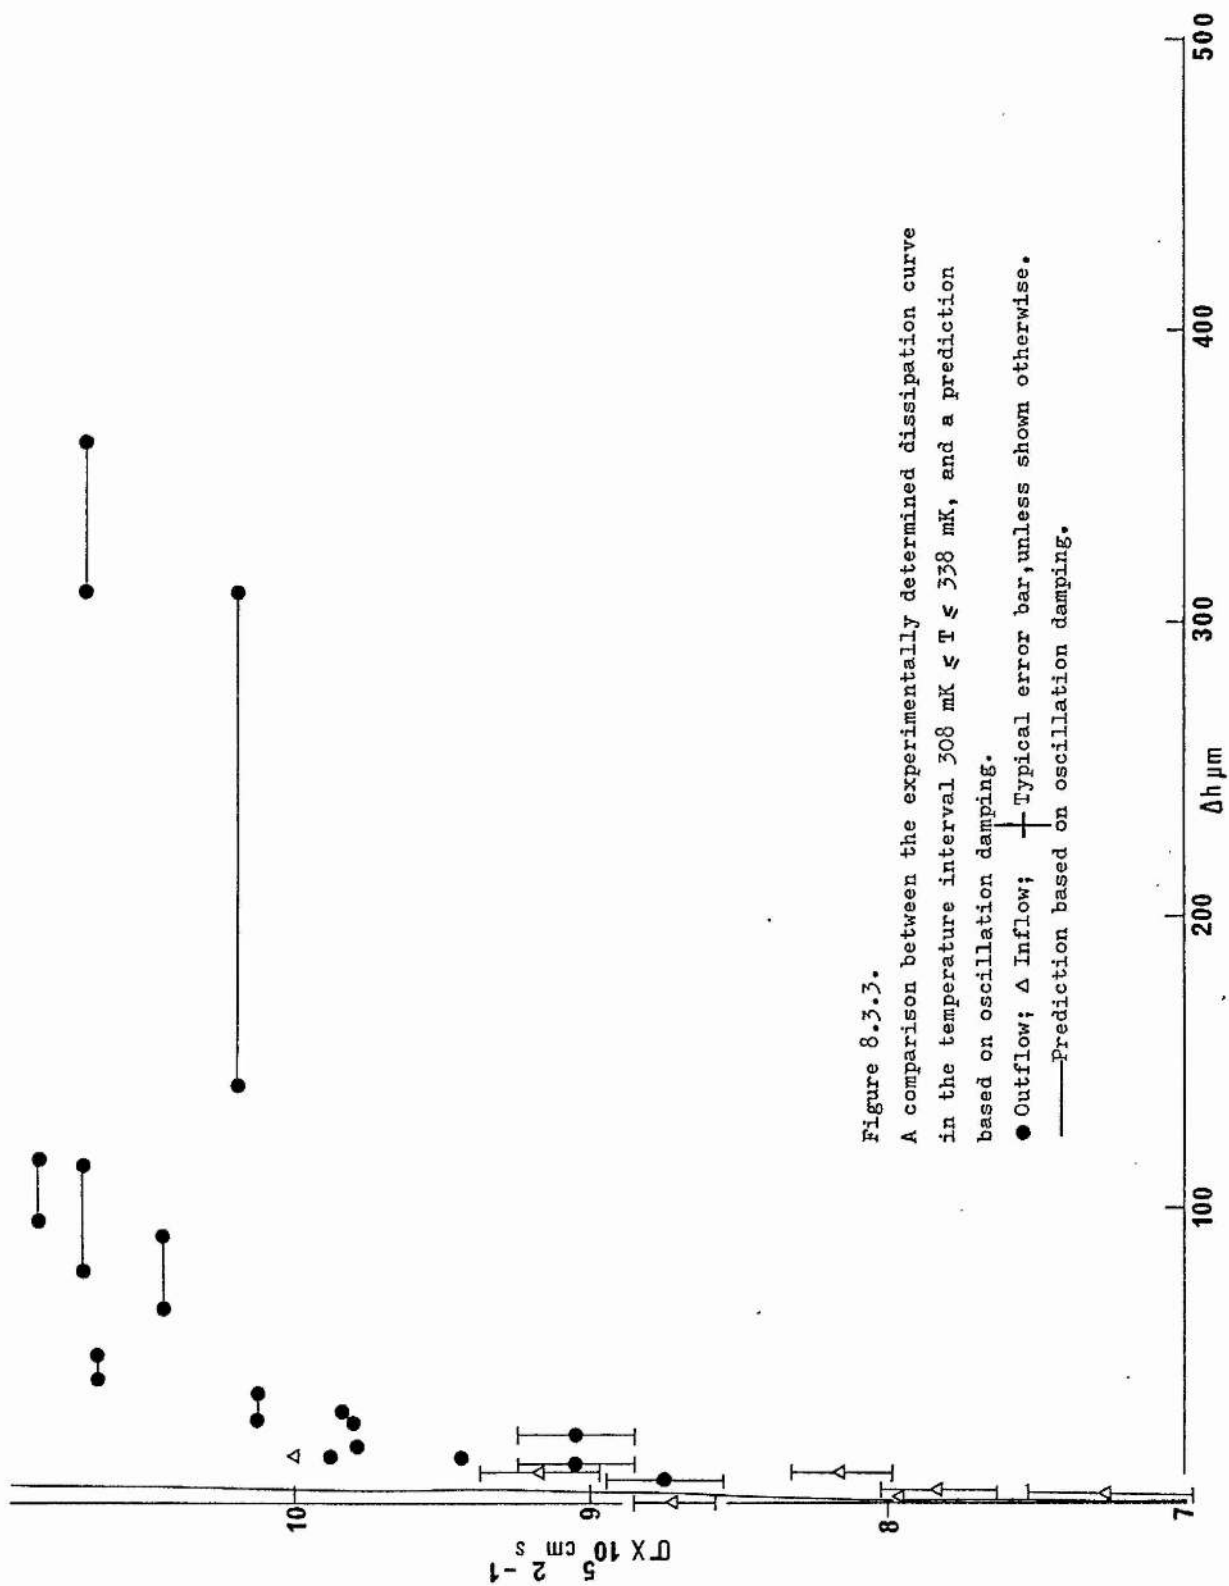 σ X 10⁵ cm² s⁻¹
10
9
8
7
100
200
300
400
500
Δh μm
Figure 8.3.3.
A comparison between the experimentally determined dissipation curve
in the temperature interval 308 mK ⩽ T ⩽ 338 mK, and a prediction
based on oscillation damping.
● Outflow; Δ Inflow; Typical error bar,unless shown otherwise.
Prediction based on oscillation damping.